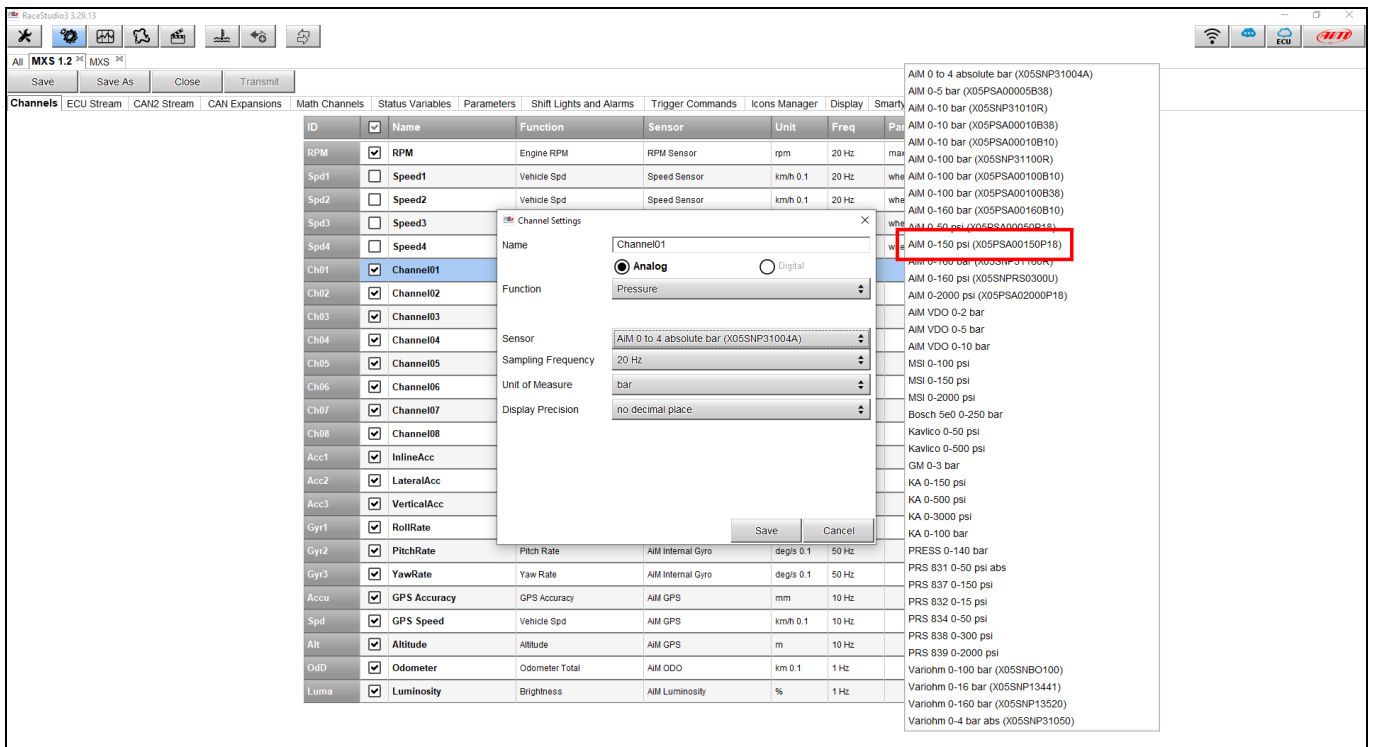 RaceStudio3 3.29.13
ECU
AiM
All MXS 1.2 MXS
Save Save As Close Transmit
Channels ECU Stream CAN2 Stream CAN Expansions Math Channels Status Variables Parameters Shift Lights and Alarms Trigger Commands Icons Manager Display Smarty
ID Name Function Sensor Unit Freq Par
RPM RPM Engine RPM RPM Sensor rpm 20 Hz max
Spd1 Speed1 Vehicle Spd Speed Sensor km/h 0.1 20 Hz whe
Spd2 Speed2 Vehicle Spd Speed Sensor km/h 0.1 20 Hz whe
Spd3 Speed3 whe
Spd4 Speed4
Ch01 Channel01
Ch02 Channel02
Ch03 Channel03
Ch04 Channel04
Ch05 Channel05
Ch06 Channel06
Ch07 Channel07
Ch08 Channel08
Acc1 InlineAcc
Acc2 LateralAcc
Acc3 VerticalAcc
Gyr1 RollRate
Gyr2 PitchRate Pitch Rate AiM Internal Gyro deg/s 0.1 50 Hz
Gyr3 YawRate Yaw Rate AiM Internal Gyro deg/s 0.1 50 Hz
Accu GPS Accuracy GPS Accuracy AiM GPS mm 10 Hz
Spd GPS Speed Vehicle Spd AiM GPS km/h 0.1 10 Hz
Alt Altitude Altitude AiM GPS m 10 Hz
OdD Odometer Odometer Total AiM ODO km 0.1 1 Hz
Luma Luminosity Brightness AiM Luminosity % 1 Hz
Channel Settings
Name Channel01
Analog Digital
Function Pressure
Sensor AiM 0 to 4 absolute bar (X05SNP31004A)
Sampling Frequency 20 Hz
Unit of Measure bar
Display Precision no decimal place
Save Cancel
AiM 0 to 4 absolute bar (X05SNP31004A)
AiM 0-5 bar (X05PSA00005B38)
AiM 0-10 bar (X05SNP31010R)
AiM 0-10 bar (X05PSA00010B38)
AiM 0-10 bar (X05PSA00010B10)
AiM 0-100 bar (X05SNP31100R)
AiM 0-100 bar (X05PSA00100B10)
AiM 0-100 bar (X05PSA00100B38)
AiM 0-160 bar (X05PSA00160B10)
AiM 0-50 psi (X05PSA00050P18)
AiM 0-150 psi (X05PSA00150P18)
AiM 0-160 bar (X05SNP31160R)
AiM 0-160 psi (X05SNPRS0300U)
AiM 0-2000 psi (X05PSA02000P18)
AiM VDO 0-2 bar
AiM VDO 0-5 bar
AiM VDO 0-10 bar
MSI 0-100 psi
MSI 0-150 psi
MSI 0-2000 psi
Bosch 5e0 0-250 bar
Kavlico 0-50 psi
Kavlico 0-500 psi
GM 0-3 bar
KA 0-150 psi
KA 0-500 psi
KA 0-3000 psi
KA 0-100 bar
PRESS 0-140 bar
PRS 831 0-50 psi abs
PRS 837 0-150 psi
PRS 832 0-15 psi
PRS 834 0-50 psi
PRS 838 0-300 psi
PRS 839 0-2000 psi
Variohm 0-100 bar (X05SNBO100)
Variohm 0-16 bar (X05SNP13441)
Variohm 0-160 bar (X05SNP13520)
Variohm 0-4 bar abs (X05SNP31050)